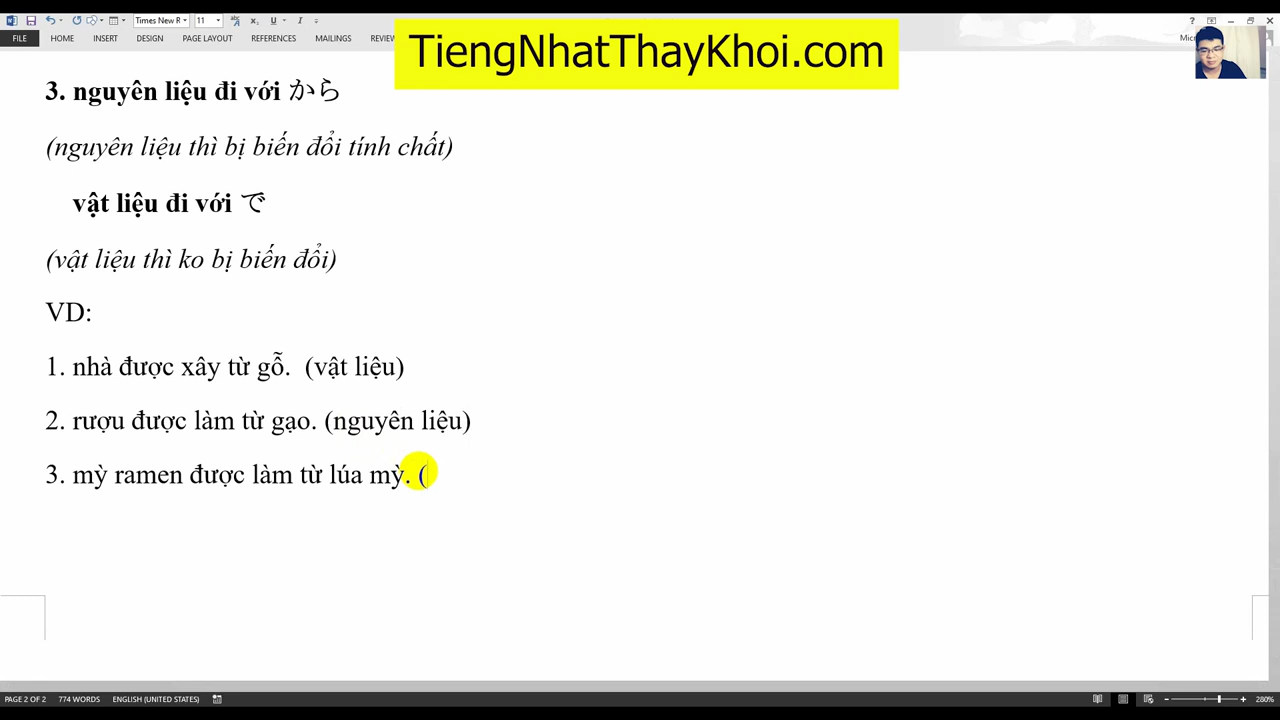 Times New R
11
FILE HOME INSERT DESIGN PAGE LAYOUT REFERENCES MAILINGS
TiengNhatThayKhoi.com
3. nguyên liệu đi với から
(nguyên liệu thì bị biến đổi tính chất)
vật liệu đi với で
(vật liệu thì ko bị biến đổi)
VD:
1. nhà được xây từ gỗ.  (vật liệu)
2. rượu được làm từ gạo. (nguyên liệu)
3. mỳ ramen được làm từ lúa mỳ. (
PAGE 2 OF 2 774 WORDS ENGLISH (UNITED STATES) 280%